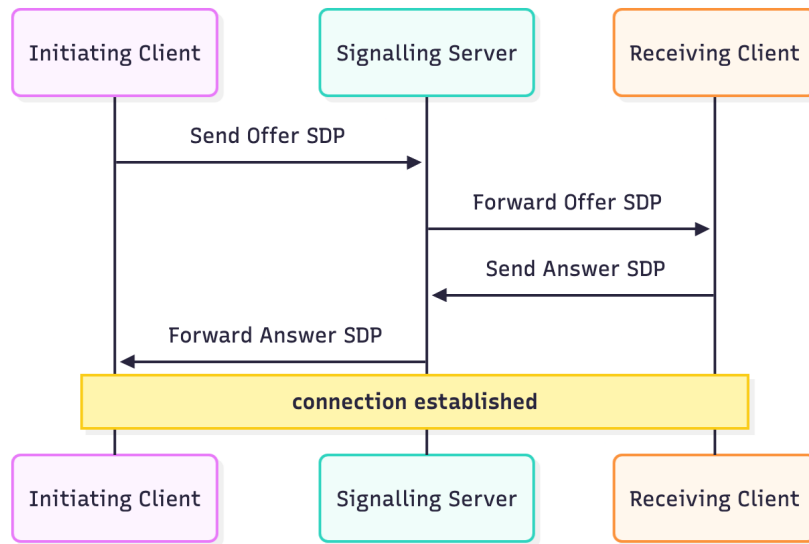 Initiating Client
Signalling Server
Receiving Client
Send Offer SDP
Forward Offer SDP
Send Answer SDP
Forward Answer SDP
connection established
Initiating Client
Signalling Server
Receiving Client